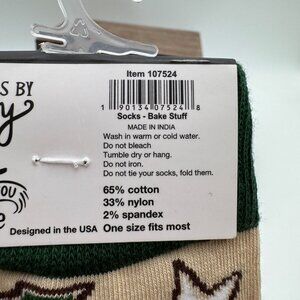 S BY
Item 107524
1 90134 07524 8
Socks - Bake Stuff
MADE IN INDIA
Wash in warm or cold water.
Do not bleach
Tumble dry or hang.
Do not iron.
Do not tie your socks, fold them.
YOU
65% cotton
33% nylon
2% spandex
Designed in the USA One size fits most